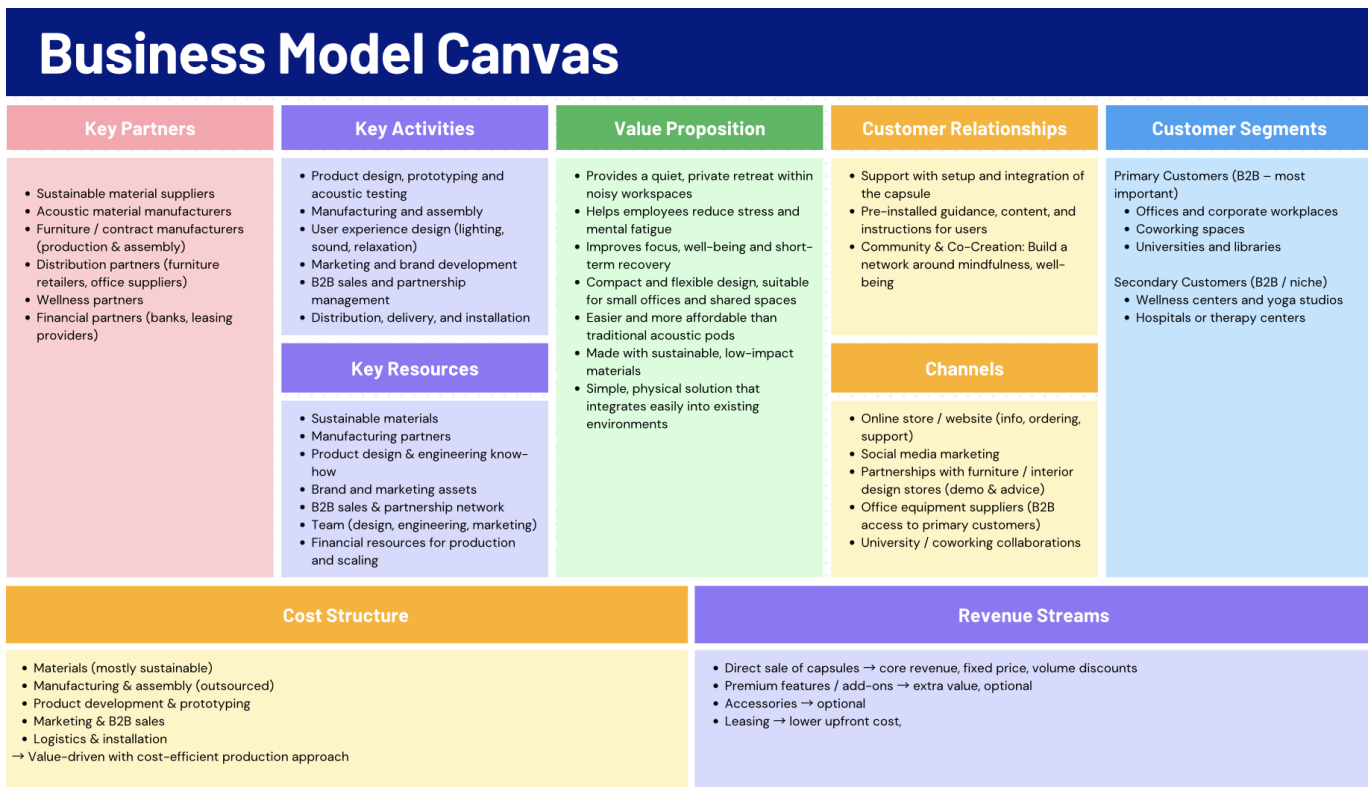 Business Model Canvas
Key Partners
• Sustainable material suppliers
• Acoustic material manufacturers
• Furniture / contract manufacturers
(production & assembly)
• Distribution partners (furniture
retailers, office suppliers)
• Wellness partners
• Financial partners (banks, leasing
providers)
Key Activities
• Product design, prototyping and
acoustic testing
• Manufacturing and assembly
• User experience design (lighting,
sound, relaxation)
• Marketing and brand development
• B2B sales and partnership
management
• Distribution, delivery, and installation
Key Resources
• Sustainable materials
• Manufacturing partners
• Product design & engineering know-
how
• Brand and marketing assets
• B2B sales & partnership network
• Team (design, engineering, marketing)
• Financial resources for production
and scaling
Value Proposition
• Provides a quiet, private retreat within
noisy workspaces
• Helps employees reduce stress and
mental fatigue
• Improves focus, well-being and short-
term recovery
• Compact and flexible design, suitable
for small offices and shared spaces
• Easier and more affordable than
traditional acoustic pods
• Made with sustainable, low-impact
materials
• Simple, physical solution that
integrates easily into existing
environments
Customer Relationships
• Support with setup and integration of
the capsule
• Pre-installed guidance, content, and
instructions for users
• Community & Co-Creation: Build a
network around mindfulness, well-
being
Channels
• Online store / website (info, ordering,
support)
• Social media marketing
• Partnerships with furniture / interior
design stores (demo & advice)
• Office equipment suppliers (B2B
access to primary customers)
• University / coworking collaborations
Customer Segments
Primary Customers (B2B – most
important)
• Offices and corporate workplaces
• Coworking spaces
• Universities and libraries
Secondary Customers (B2B / niche)
• Wellness centers and yoga studios
• Hospitals or therapy centers
Cost Structure
• Materials (mostly sustainable)
• Manufacturing & assembly (outsourced)
• Product development & prototyping
• Marketing & B2B sales
• Logistics & installation
→ Value-driven with cost-efficient production approach
Revenue Streams
• Direct sale of capsules → core revenue, fixed price, volume discounts
• Premium features / add-ons → extra value, optional
• Accessories → optional
• Leasing → lower upfront cost,